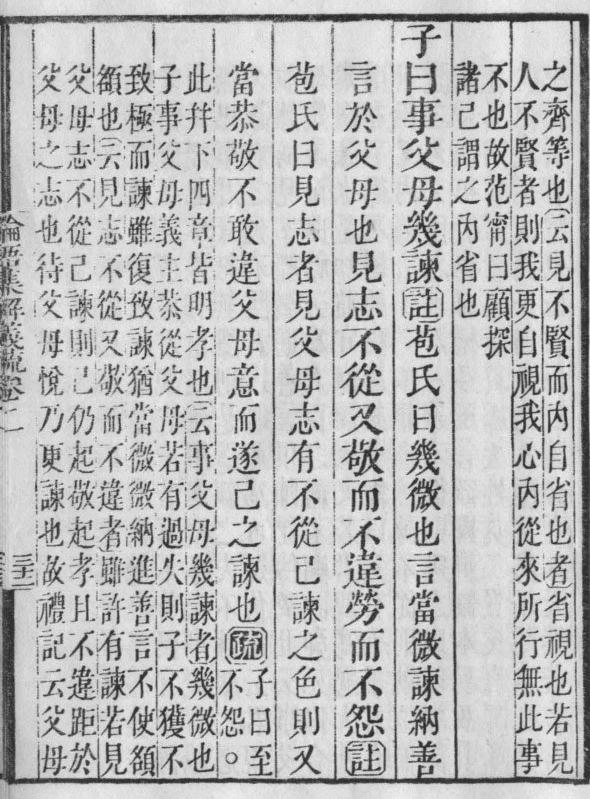 之齊等也云見不賢而內自省也者省視也若見
人不賢者則我更自視我心內從來所行無此事
不也故范甯曰顧探
諸己謂之內省也
子曰事父母幾諫註苞氏曰幾微也言當微諫納善
言於父母也見志不從又敬而不違勞而不怨註
苞氏曰見志者見父母志有不從己諫之色則又
當恭敬不敢違父母意而遂己之諫也疏
子曰至
不怨。
此幷下四章皆明孝也云事父母幾諫者幾微也
子事父母義主恭從父母若有過失則子不獲不
致極而諫雖復致諫猶當微微納進善言不使額
額也云見志不從又敬而不違者雖許有諫若見
父母志不從己諫則己仍起敬起孝且不違距於
父母之志也待父母悅乃更諫也故禮記云父母
論語集解義疏卷二